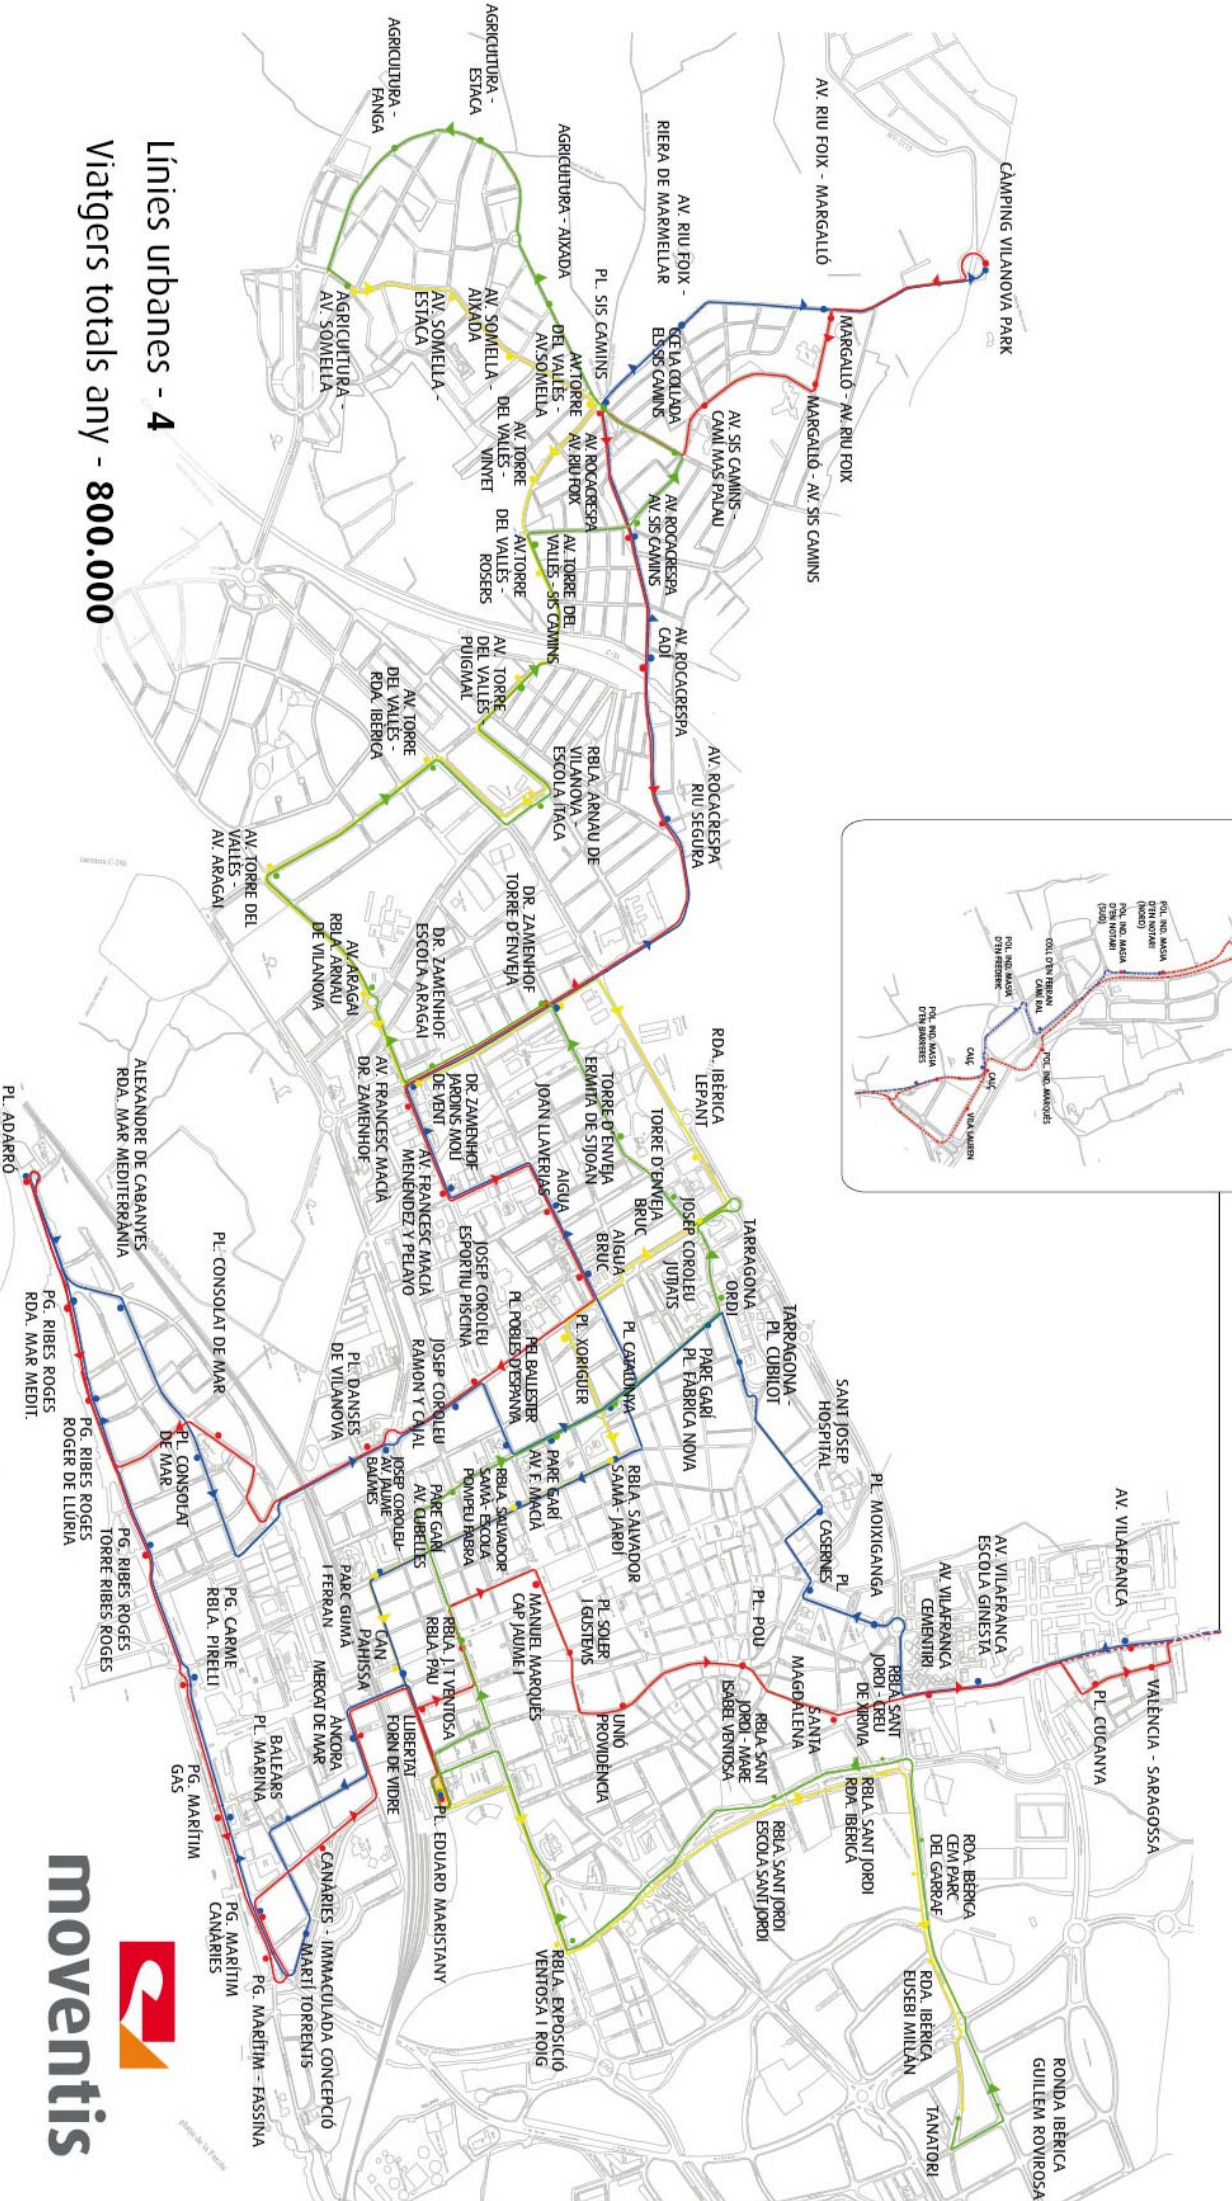 CÀMPING VILANOVA PARK
AV. RIU FOIX - MARGALLÓ
AV. RIU FOIX -
RIERA DE MARMELLAR
MARGALLÓ - AV. RIU FOIX
MARGALLÓ - AV. SIS CAMINS
AV. SIS CAMINS -
CAMÍ MAS PALAU
CCE LA COLLADA
ELS SIS CAMINS
PL. SIS CAMINS
AGRICULTURA - AIXADA
AGRICULTURA -
ESTACA
AGRICULTURA -
FANGA
AGRICULTURA -
AV. SOMELLA
AV. SOMELLA -
ESTACA
AV. SOMELLA -
AIXADA
AV. TORRE
DEL VALLÈS -
AV.SOMELLA
AV. TORRE
DEL VALLÈS -
VINYET
AV. TORRE
DEL VALLÈS -
ROSERS
AV. TORRE DEL
VALLÈS - SIS CAMINS
AV. ROCACRESPA
AV. RIU FOIX
AV. ROCACRESPA
AV. SIS CAMINS
AV. ROCACRESPA
CADÍ
AV. ROCACRESPA
RIU SEGURA
AV. TORRE
DEL VALLÈS -
PUIGMAL
AV. TORRE
DEL VALLÈS -
RDA. IBÈRICA
RBLA. ARNAU DE
VILANOVA -
ESCOLA ITACA
AV. TORRE DEL
VALLÈS -
AV. ARAGAI
AV. ARAGAI
RBLA. ARNAU
DE VILANOVA
DR. ZAMENHOF
TORRE D'ENVEJA
DR. ZAMENHOF
ESCOLA ARAGAI
DR. ZAMENHOF
JARDINS MOLÍ
DE VENT
AV. FRANCESC MACIÀ
DR. ZAMENHOF
AV. FRANCESC MACIÀ
MENÉNDEZ Y PELAYO
JOAN LLAVERIAS
AIGUA
AIGUA
BRUC
TORRE D'ENVEJA
ERMITA DE ST.JOAN
TORRE D'ENVEJA
BRUC
RDA. IBÈRICA
LEPANT
JOSEP COROLEU
JUTJATS
TARRAGONA
ORDI
TARRAGONA -
PL. CUBILOT
PARE GARÍ
PL. FÀBRICA NOVA
PL. CATALUNYA
PL. XORIGUER
PELL BALLESTER
PL. POBLES D'ESPANYA
JOSEP COROLEU
ESPORTIU PISCINA
JOSEP COROLEU
RAMON Y CAJAL
JOSEP COROLEU-
AV. JAUME
BALMES
PL. DANSES
DE VILANOVA
PARE GARÍ
AV. F. MACIÀ
PARE GARÍ
AV. CUBELLES
RBLA. SALVADOR
SAMÀ- JARDÍ
RBLA. SALVADOR
SAMÀ- ESCOLA
POMPEU FABRA
SANT JOSEP
HOSPITAL
PL. MOIXIGANGA
PL
CASERNES
PL. POU
PL. SOLER
I GUSTEMS
MANUEL MARQUÈS
CAP JAUME I
UNIÓ
PROVIDÈNCIA
SANTA
MAGDALENA
RBLA. SANT
JORDI - CREU
DE XIRIVIA
RBLA. SANT
JORDI - MARE
ISABEL VENTOSA
AV. VILAFRANCA
AV. VILAFRANCA
ESCOLA GINESTA
AV. VILAFRANCA
CEMENTIRI
VALÈNCIA - SARAGOSSA
PL. CUCANYA
RBLA. SANT JORDI
RDA. IBÈRICA
RBLA. SANT JORDI
ESCOLA SANT JORDI
RDA. IBÈRICA
CEM PARC
DEL GARRAF
RDA. IBÈRICA
EUSEBI MILLÁN
RONDA IBÈRICA
GUILLEM ROVIROSA
TANATORI
RBLA. EXPOSICIÓ
VENTOSA I ROIG
RBLA. J. T VENTOSA
RBLA. PAU
PL. EDUARD MARISTANY
LLIBERTAT
FORN DE VIDRE
CAN
PAHISSA
PARC GUMÀ
I FERRAN
ÀNCORA
MERCAT DE MAR
BALEARS
PL. MARINA
CANÀRIES - IMMACULADA CONCEPCIÓ
MARTÍ TORRENTS
PG. MARÍTIM - FASSINA
PG. MARÍTIM
CANÀRIES
PG. MARÍTIM
GAS
PG. CARME
RBLA. PIRELLI
PG. RIBES ROGES
TORRE RIBES ROGES
PG. RIBES ROGES
ROGER DE LLÚRIA
PG. RIBES ROGES
RDA. MAR MEDIT.
PL. CONSOLAT
DE MAR
PL. CONSOLAT DE MAR
ALEXANDRE DE CABANYES
RDA. MAR MEDITERRÀNIA
PL. ADARRÓ
POL. IND. MASIA
D'EN NOTARI
(NORD)
POL. IND. MASIA
D'EN NOTARI
(SUD)
COLL D'EN FERRAN
CAMÍ RAL
POL. IND. MASIA
D'EN FREDERIC
POL. IND. MARQUÈS
CALÇ
CALÇ
VILA LAUREN
POL. IND. MASIA
D'EN BARRERES
C-31
Línies urbanes - 4
Viatgers totals any - 800.000
moventis